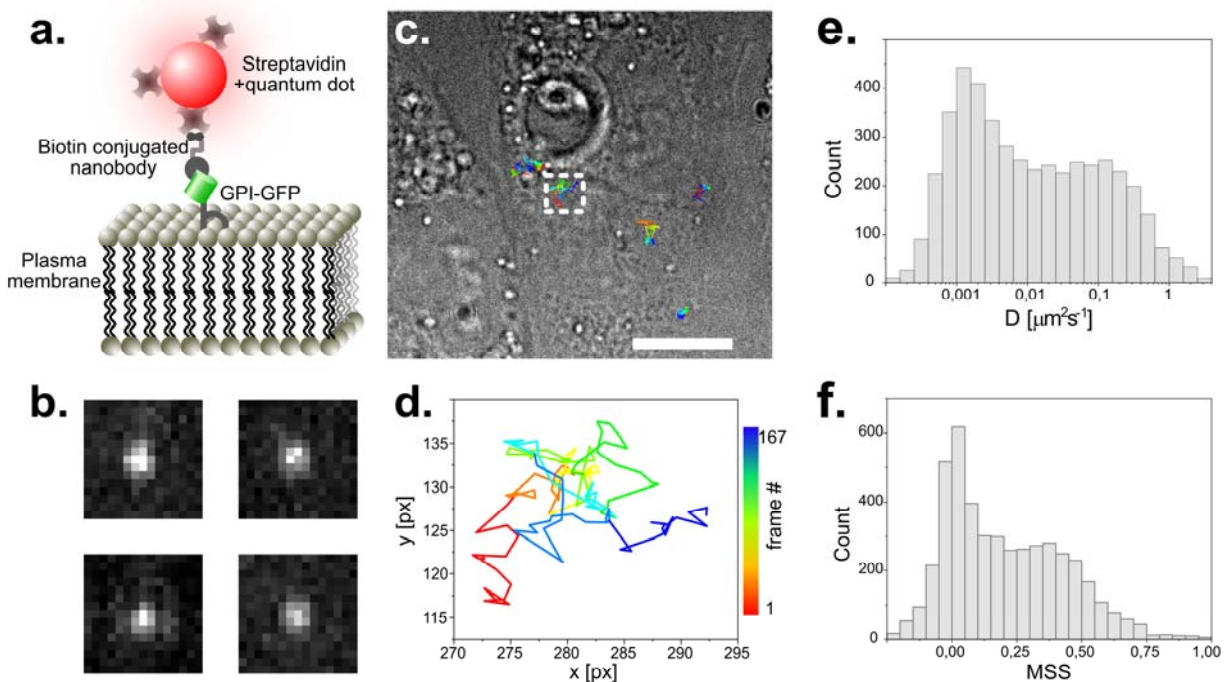 a.
Streptavidin
+quantum dot
Biotin conjugated
nanobody
GPI-GFP
Plasma
membrane
b.
c.
d.
135
130
125
120
115
y [px]
270
275
280
285
290
295
x [px]
167
frame #
1
e.
500
400
300
200
100
0
Count
0,001
0,01
0,1
1
D [μm²s⁻¹]
f.
600
400
200
0
Count
0,00
0,25
0,50
0,75
1,00
MSS